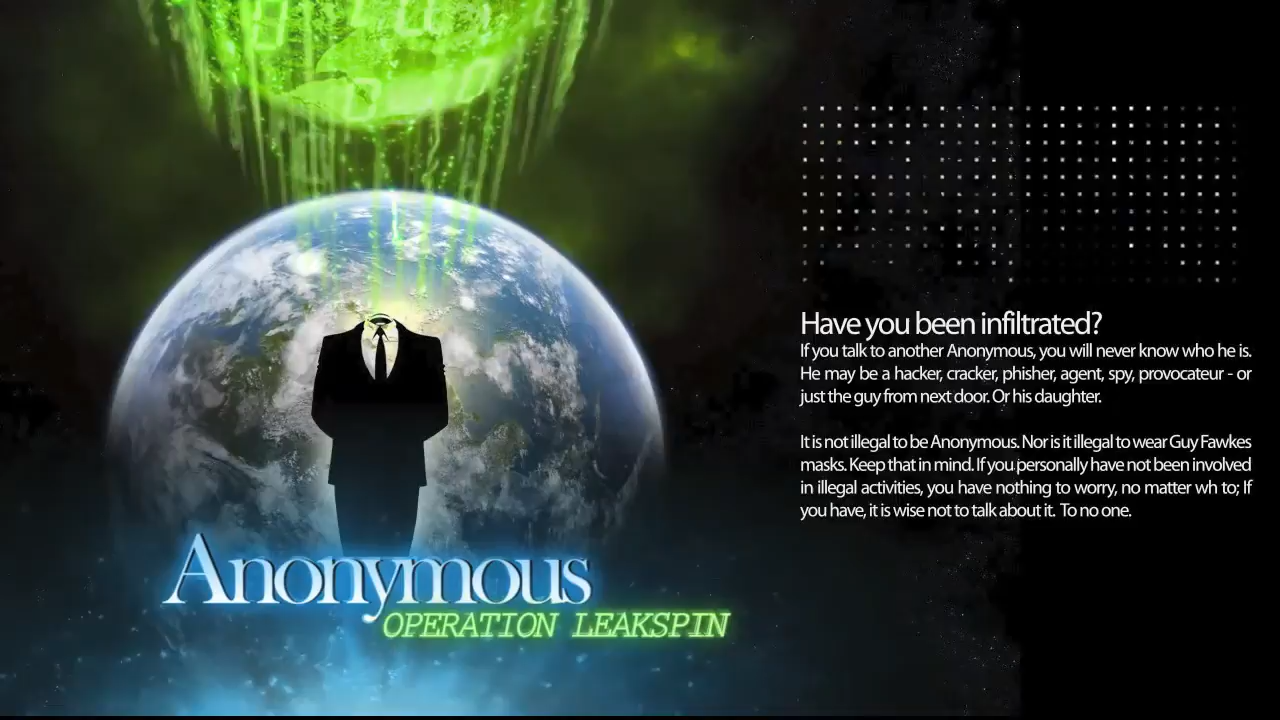 Have you been infiltrated?
If you talk to another Anonymous, you will never know who he is.
He may be a hacker, cracker, phisher, agent, spy, provocateur - or
just the guy from next door. Or his daughter.
It is not illegal to be Anonymous. Nor is it illegal to wear Guy Fawkes
masks. Keep that in mind. If you personally have not been involved
in illegal activities, you have nothing to worry, no matter wh to; If
you have, it is wise not to talk about it. To no one.
Anonymous
OPERATION LEAKSPIN